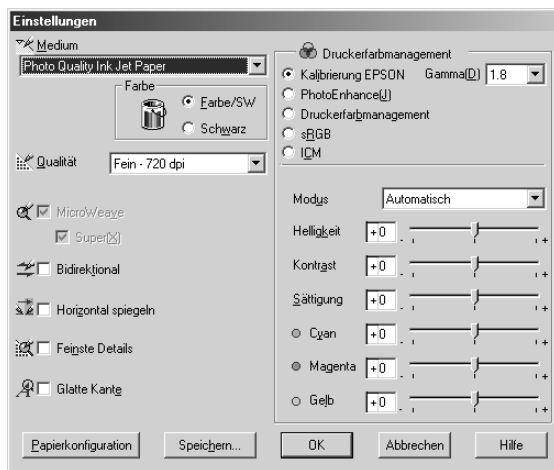 Einstellungen
Medium
Photo Quality Ink Jet Paper
Farbe
Farbe/SW
Schwarz
Qualität
Fein - 720 dpi
MicroWeave
Super(X)
Bidirektional
Horizontal spiegeln
Feinste Details
Glatte Kante
Druckerfarbmanagement
Kalibrierung EPSON Gamma(D) 1.8
PhotoEnhance(J)
Druckerfarbmanagement
sRGB
ICM
Modus Automatisch
Helligkeit +0 - +
Kontrast +0 - +
Sättigung +0 - +
Cyan +0 - +
Magenta +0 - +
Gelb +0 - +
Papierkonfiguration Speichern... OK Abbrechen Hilfe